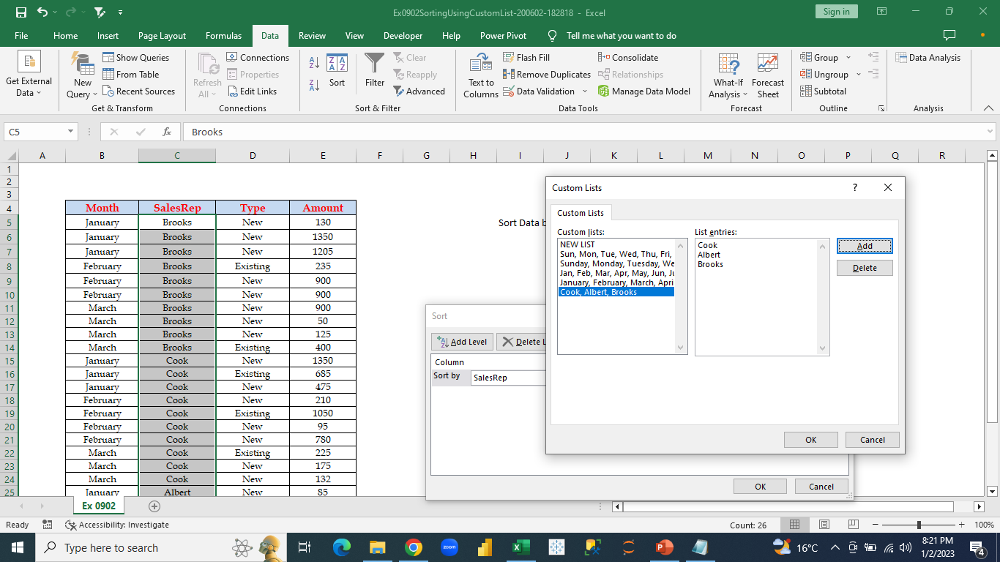 Ex0902SortingUsingCustomList-200602-182818 - Excel
Sign in
File Home Insert Page Layout Formulas Data Review View Developer Help Power Pivot Tell me what you want to do
Get External Data
New Query
Show Queries
From Table
Recent Sources
Get & Transform
Refresh All
Connections
Properties
Edit Links
Connections
Sort
Filter
Clear
Reapply
Advanced
Sort & Filter
Text to Columns
Flash Fill
Remove Duplicates
Data Validation
Consolidate
Relationships
Manage Data Model
Data Tools
What-If Analysis
Forecast Sheet
Forecast
Group
Ungroup
Subtotal
Outline
Data Analysis
Analysis
C5 fx Brooks
A B C D E F G H I J K L M N O P Q R
1
2
3
4 Month SalesRep Type Amount
5 January Brooks New 130
6 January Brooks New 1350
7 January Brooks New 1205
8 February Brooks Existing 235
9 February Brooks New 900
10 February Brooks New 900
11 March Brooks New 900
12 March Brooks New 50
13 March Brooks New 125
14 March Brooks Existing 400
15 January Cook New 1350
16 January Cook Existing 685
17 January Cook New 475
18 February Cook New 210
19 February Cook Existing 1050
20 February Cook New 95
21 February Cook New 780
22 March Cook Existing 225
23 March Cook New 175
24 March Cook New 132
25 January Albert New 85
Sort Data b
Sort
Add Level Delete L
Column
Sort by SalesRep
OK Cancel
Custom Lists ?
Custom Lists
Custom lists:
NEW LIST
Sun, Mon, Tue, Wed, Thu, Fri,
Sunday, Monday, Tuesday, We
Jan, Feb, Mar, Apr, May, Jun, Ju
January, February, March, Apri
Cook, Albert, Brooks
List entries:
Cook
Albert
Brooks
Add
Delete
OK Cancel
Ex 0902
Ready Accessibility: Investigate Count: 26 100%
Type here to search
zoom
16°C
8:21 PM
1/2/2023
4